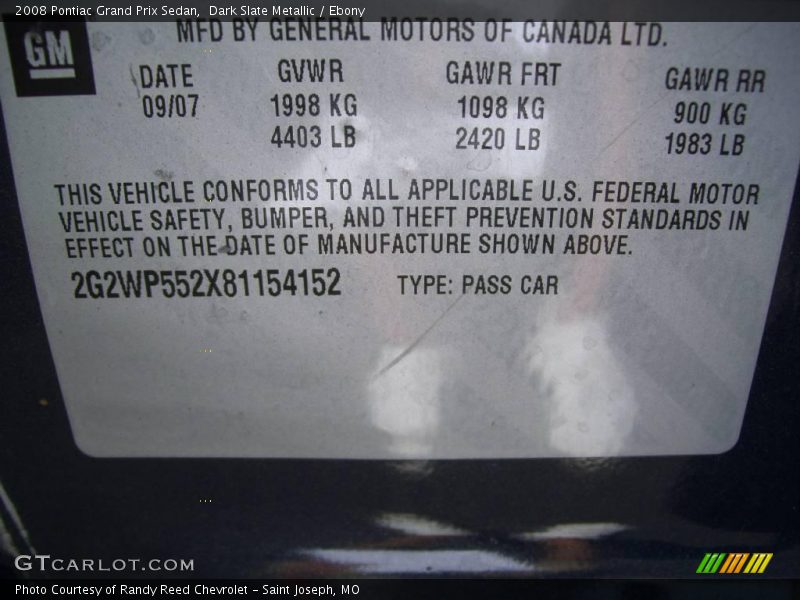 2008 Pontiac Grand Prix Sedan, Dark Slate Metallic / Ebony
GM
MFD BY GENERAL MOTORS OF CANADA LTD.
DATE GVWR GAWR FRT GAWR RR
09/07 1998 KG 1098 KG 900 KG
4403 LB 2420 LB 1983 LB
THIS VEHICLE CONFORMS TO ALL APPLICABLE U.S. FEDERAL MOTOR
VEHICLE SAFETY, BUMPER, AND THEFT PREVENTION STANDARDS IN
EFFECT ON THE DATE OF MANUFACTURE SHOWN ABOVE.
2G2WP552X81154152 TYPE: PASS CAR
GTCARLOT.COM
Photo Courtesy of Randy Reed Chevrolet - Saint Joseph, MO